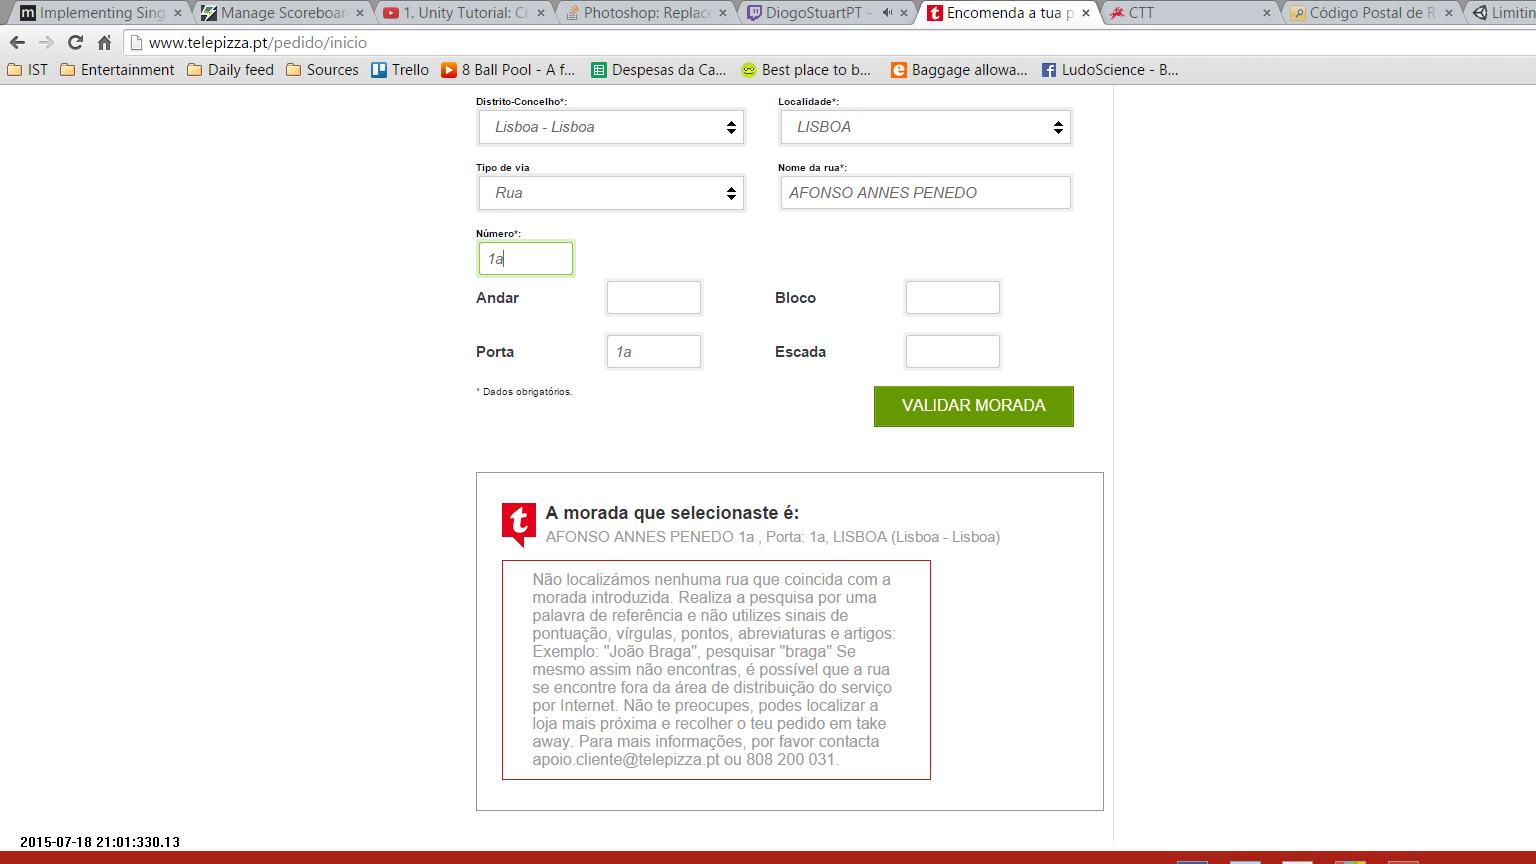 Implementing Sing
Manage Scoreboar
1. Unity Tutorial: Cr
Photoshop: Replace
DiogoStuartPT -
Encomenda a tua p
CTT
Código Postal de R
Limitin
www.telepizza.pt/pedido/inicio
IST
Entertainment
Daily feed
Sources
Trello
8 Ball Pool - A f...
Despesas da Ca...
Best place to b...
Baggage allowa...
LudoScience - B...
Distrito-Concelho*:
Localidade*:
Lisboa - Lisboa
LISBOA
Tipo de via
Nome da rua*:
Rua
AFONSO ANNES PENEDO
Número*:
1a
Andar
Bloco
Porta
1a
Escada
* Dados obrigatórios.
VALIDAR MORADA
A morada que selecionaste é:
AFONSO ANNES PENEDO 1a , Porta: 1a, LISBOA (Lisboa - Lisboa)
Não localizámos nenhuma rua que coincida com a
morada introduzida. Realiza a pesquisa por uma
palavra de referência e não utilizes sinais de
pontuação, vírgulas, pontos, abreviaturas e artigos:
Exemplo: "João Braga", pesquisar "braga" Se
mesmo assim não encontras, é possível que a rua
se encontre fora da área de distribuição do serviço
por Internet. Não te preocupes, podes localizar a
loja mais próxima e recolher o teu pedido em take
away. Para mais informações, por favor contacta
apoio.cliente@telepizza.pt ou 808 200 031.
2015-07-18 21:01:330.13